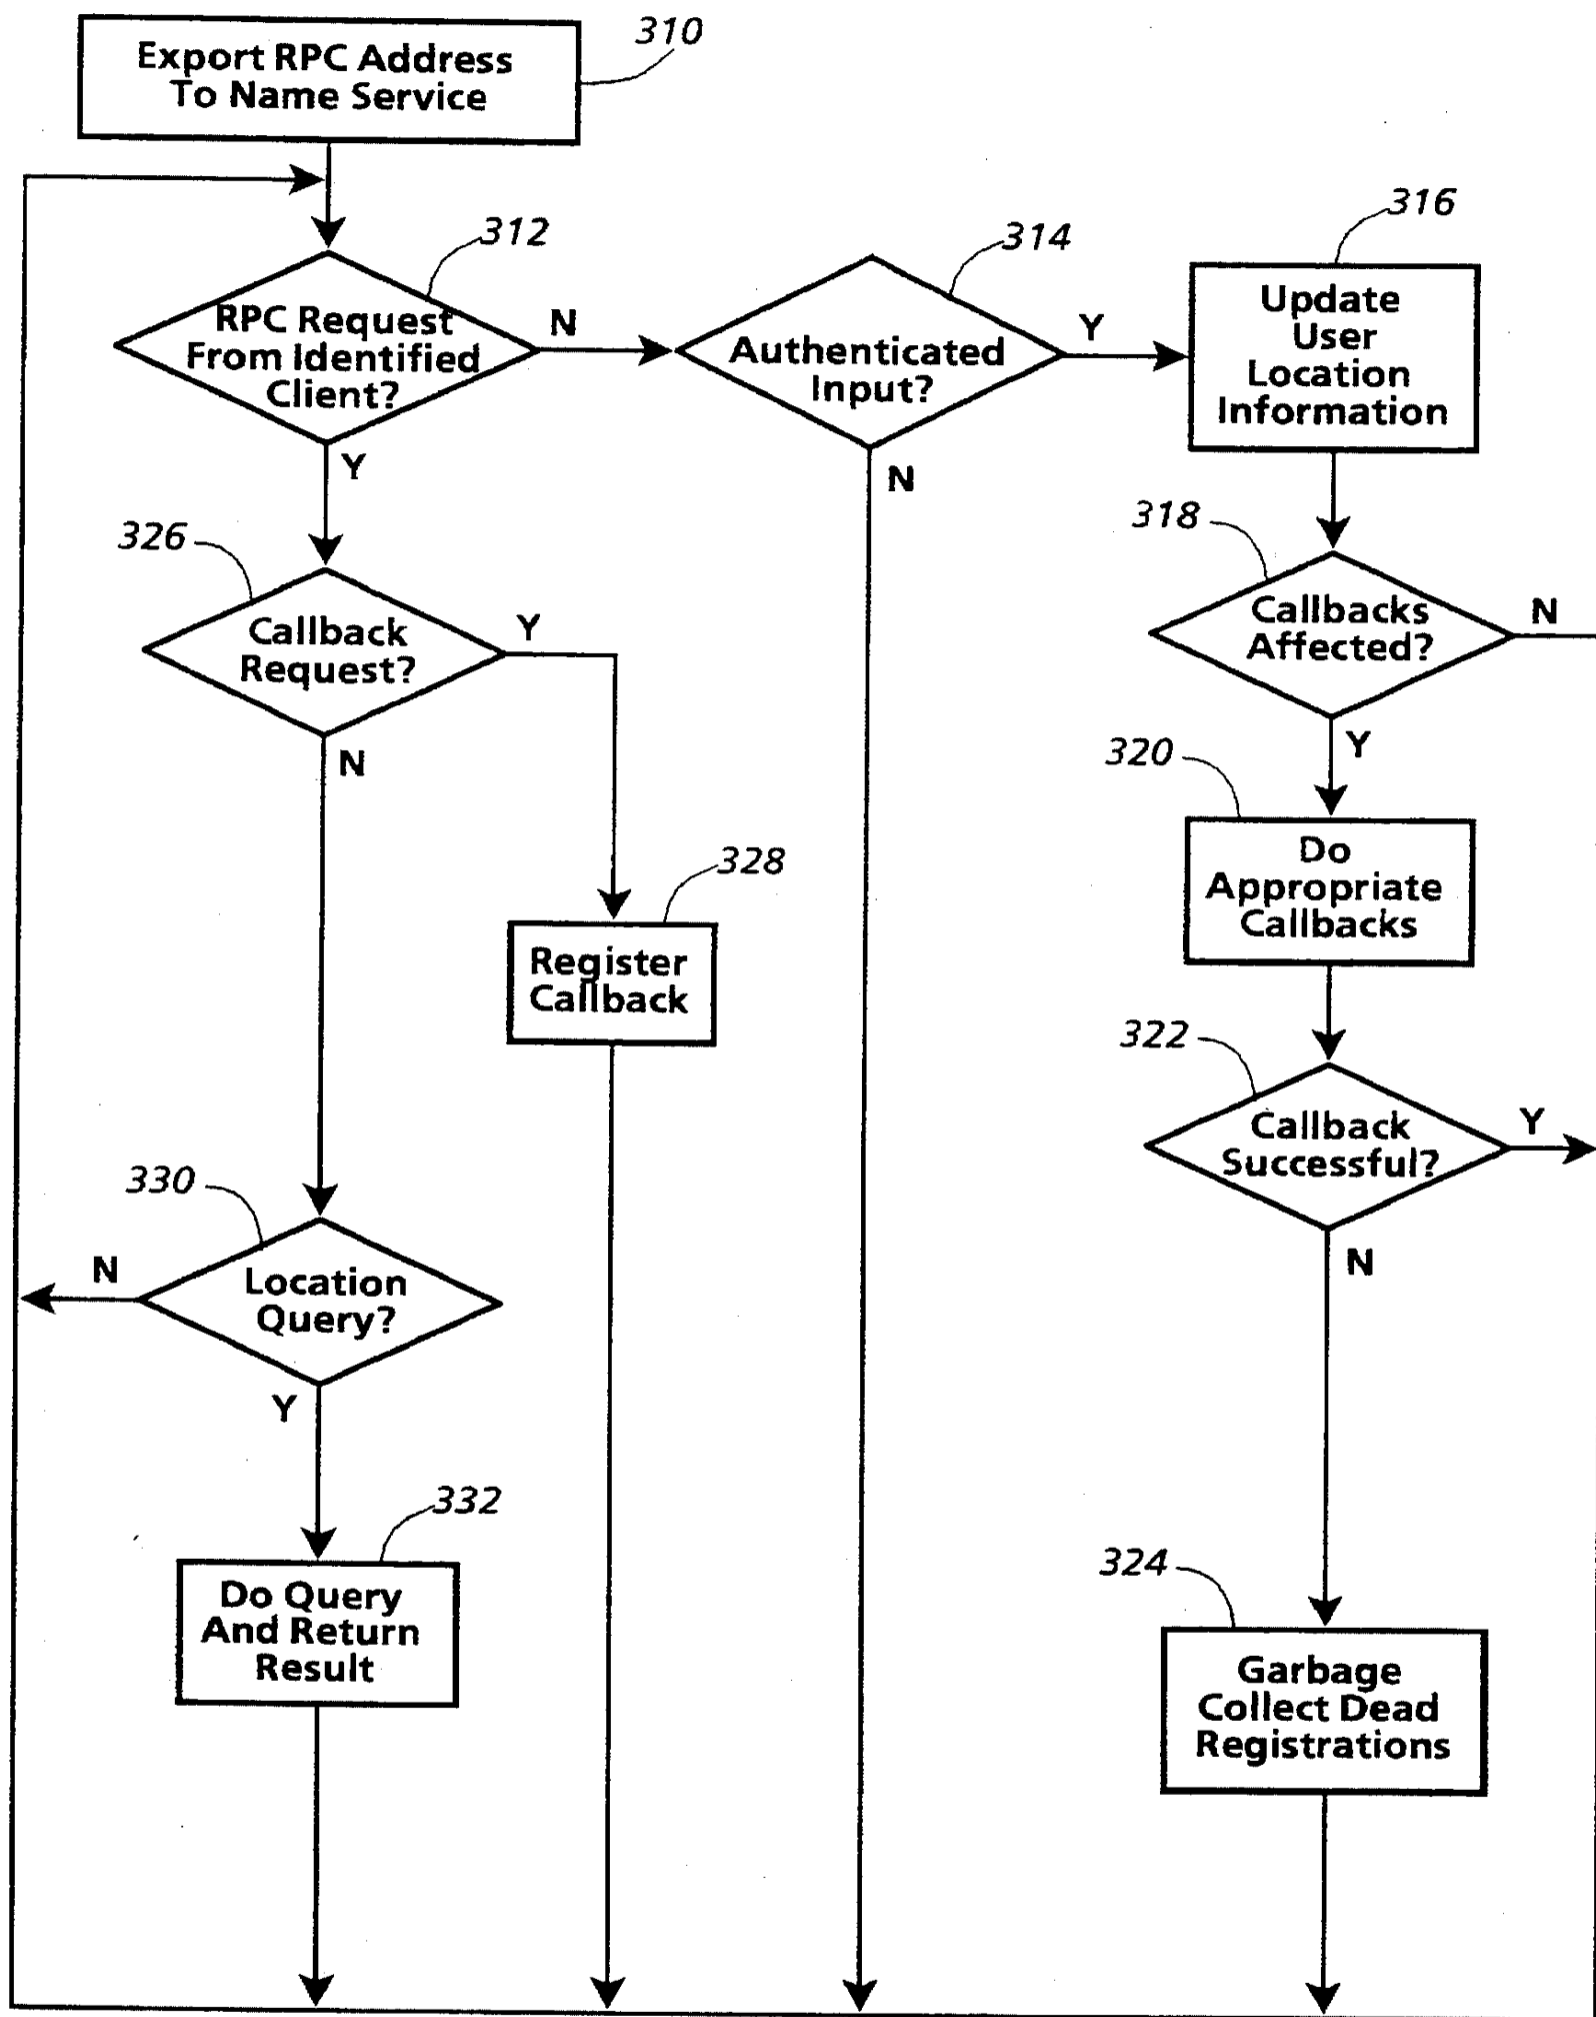 310
Export RPC Address
To Name Service
312
RPC Request
From Identified
Client?
N
Y
314
Authenticated
Input?
Y
N
316
Update
User
Location
Information
318
Callbacks
Affected?
N
Y
326
Callback
Request?
Y
N
320
Do
Appropriate
Callbacks
328
Register
Callback
322
Callback
Successful?
Y
N
330
Location
Query?
N
Y
332
Do Query
And Return
Result
324
Garbage
Collect Dead
Registrations